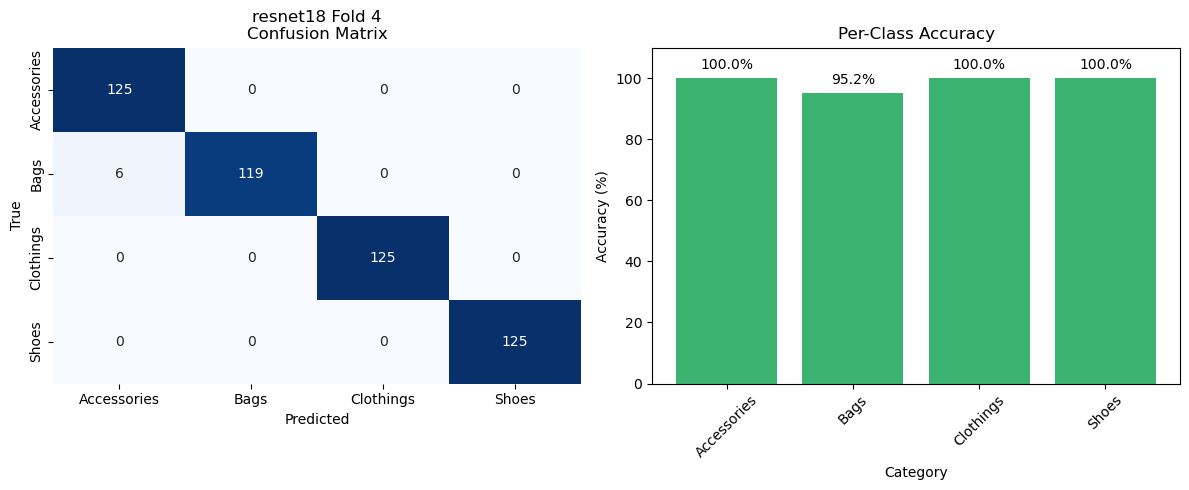 resnet18 Fold 4
Confusion Matrix
True
Accessories 125 0 0 0
Bags 6 119 0 0
Clothings 0 0 125 0
Shoes 0 0 0 125
Accessories Bags Clothings Shoes
Predicted
Per-Class Accuracy
Accuracy (%)
100
80
60
40
20
0
100.0% 95.2% 100.0% 100.0%
Accessories Bags Clothings Shoes
Category